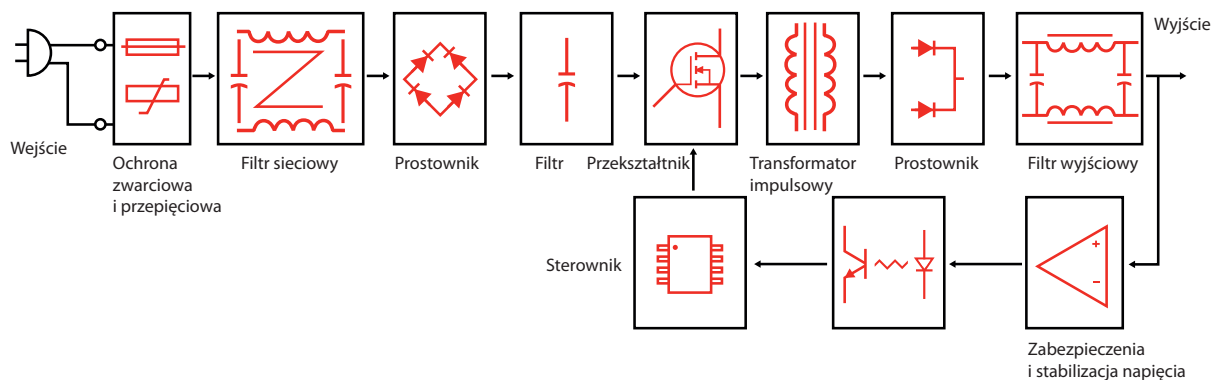 Wyjście
Wejście
Ochrona
zwarciowa
i przepięciowa
Filtr sieciowy
Prostownik
Filtr
Przekształtnik
Transformator
impulsowy
Prostownik
Filtr wyjściowy
Sterownik
+
−
Zabezpieczenia
i stabilizacja napięcia